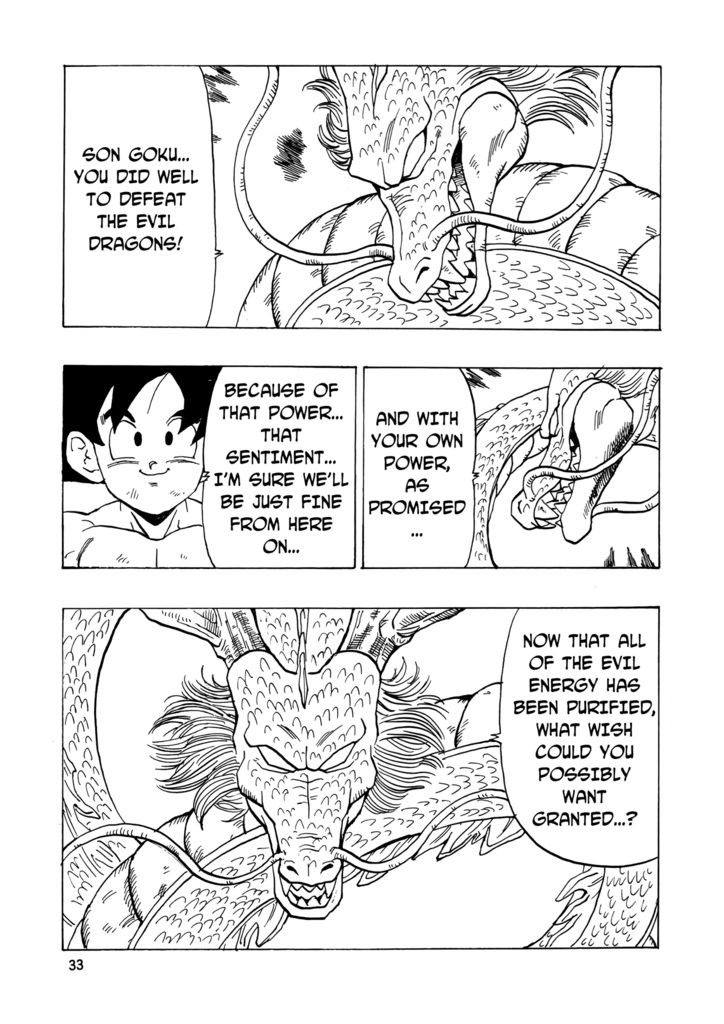 SON GOKU...
YOU DID WELL
TO DEFEAT
THE EVIL
DRAGONS!
AND WITH
YOUR OWN
POWER,
AS
PROMISED
...
BECAUSE OF
THAT POWER...
THAT
SENTIMENT...
I'M SURE WE'LL
BE JUST FINE
FROM HERE
ON...
NOW THAT ALL
OF THE EVIL
ENERGY HAS
BEEN PURIFIED,
WHAT WISH
COULD YOU
POSSIBLY
WANT
GRANTED...?
33